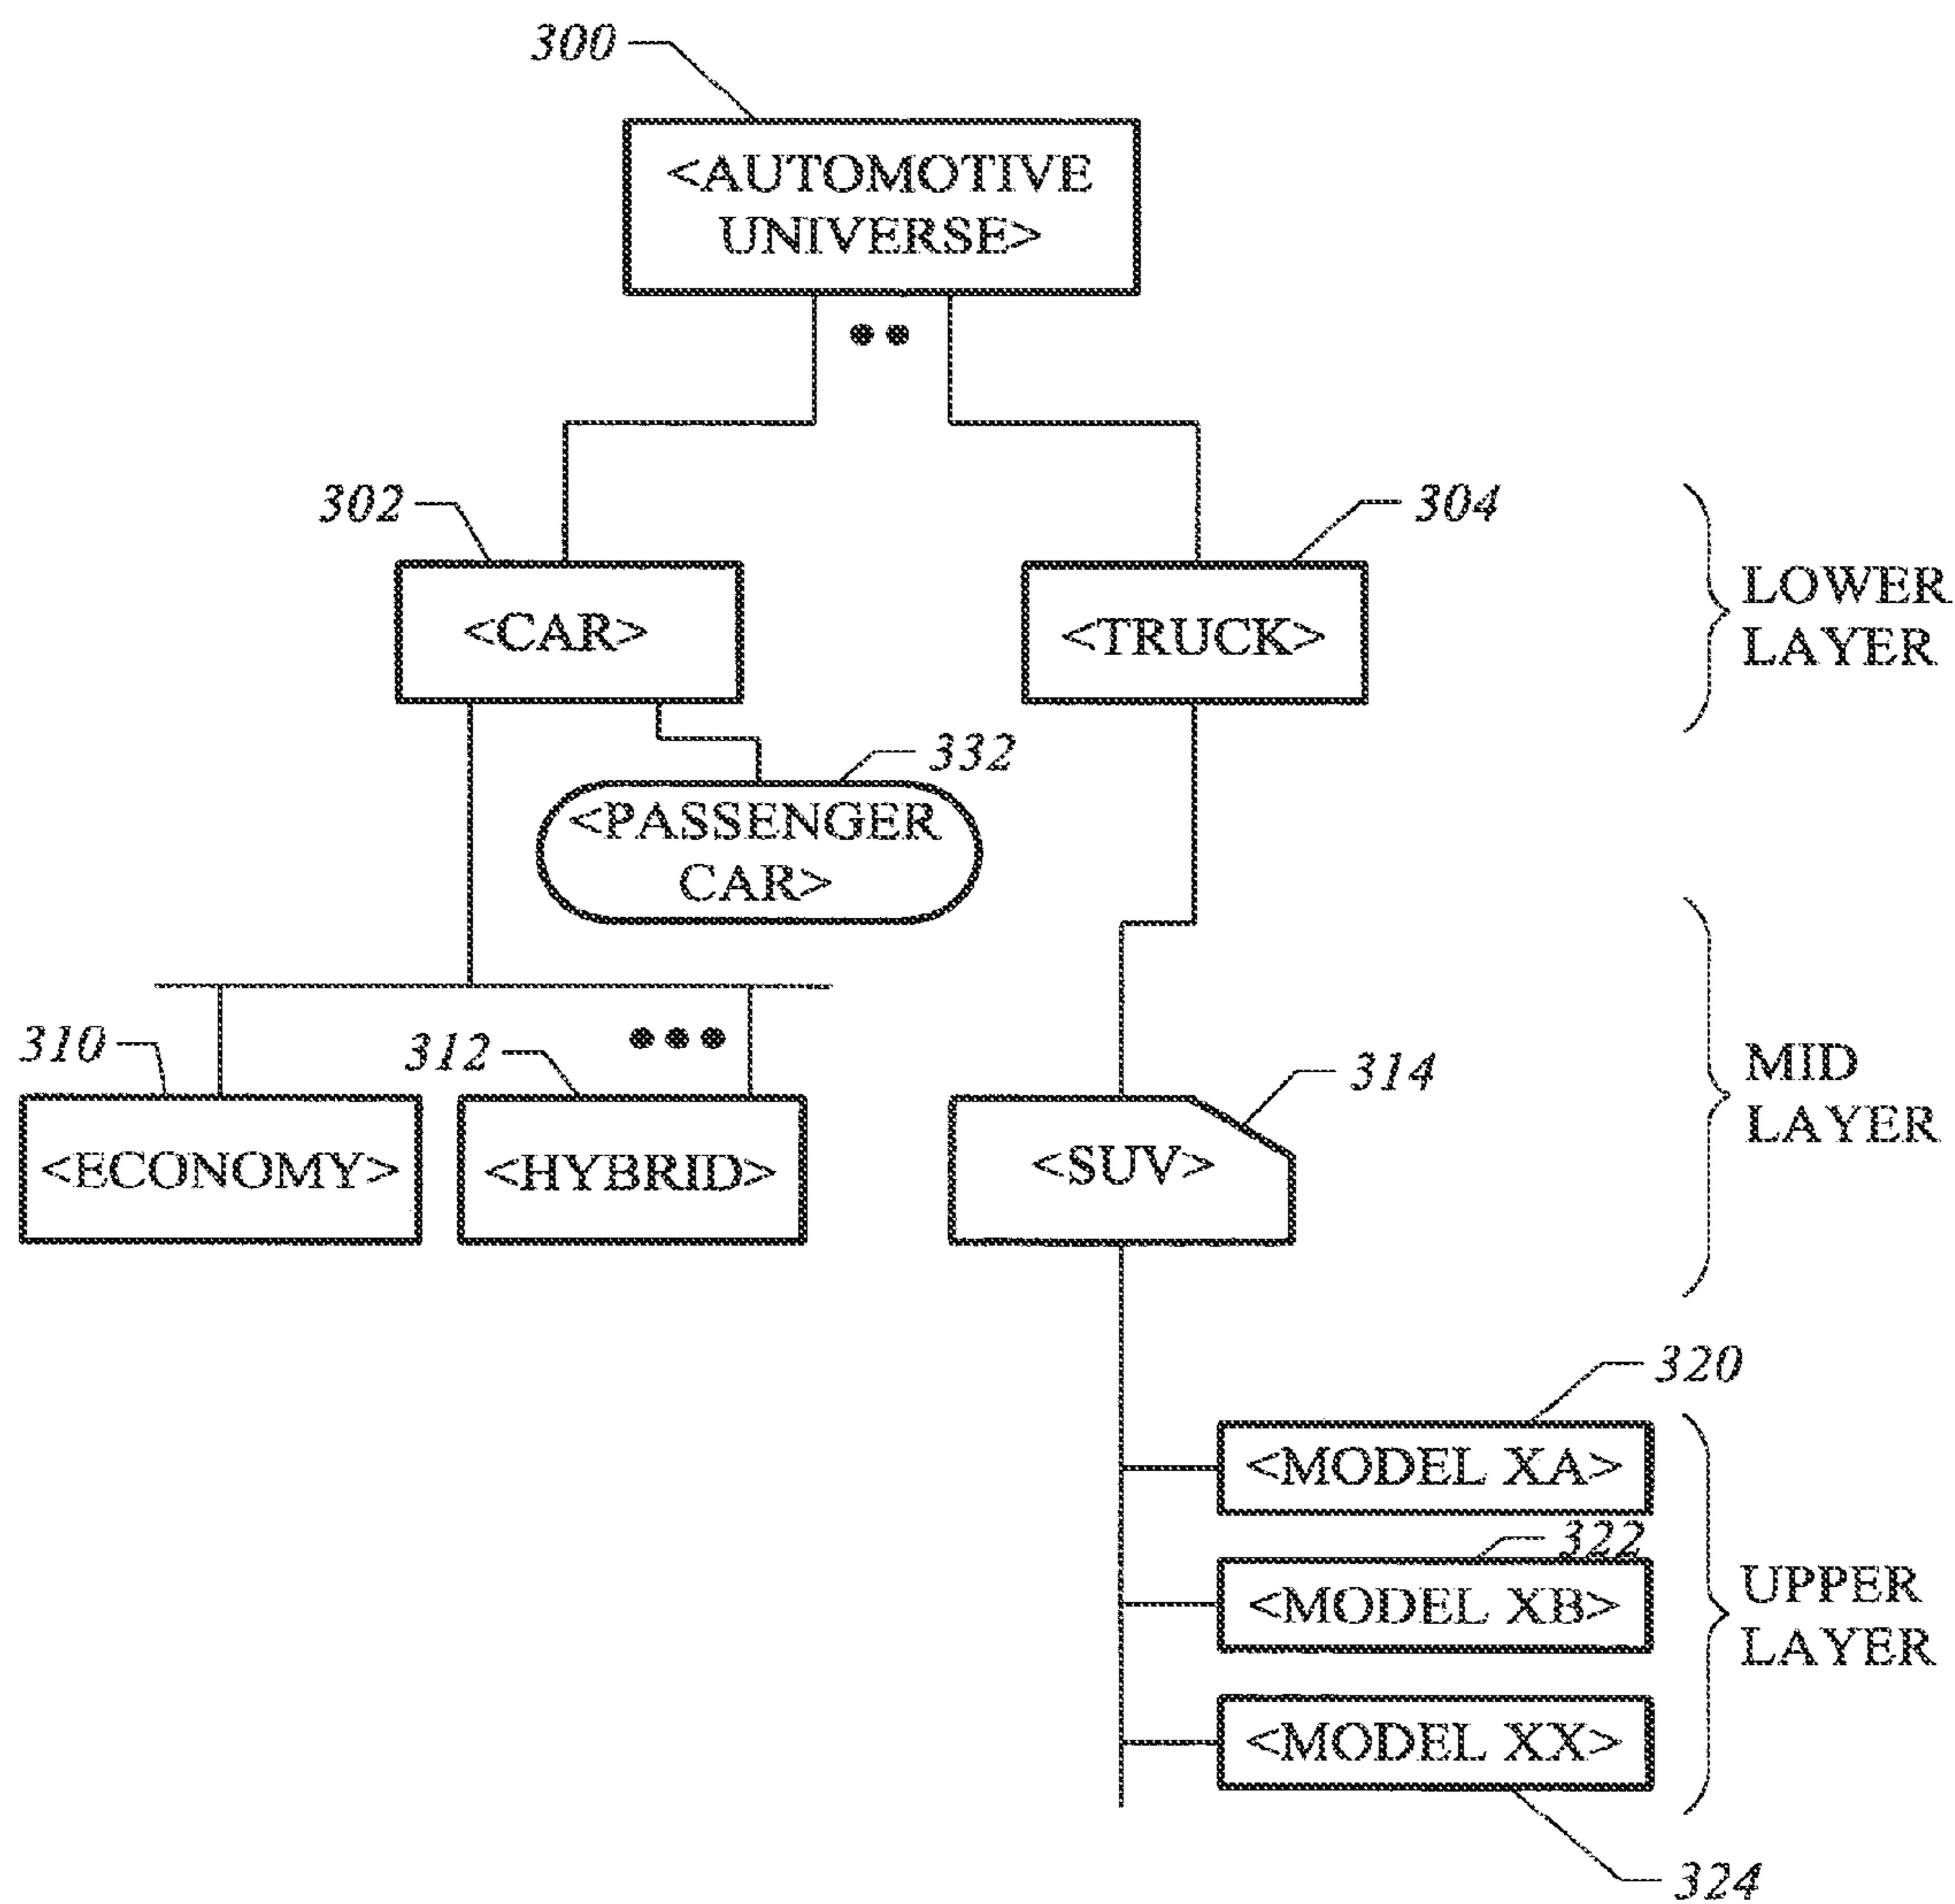 300
<AUTOMOTIVE
UNIVERSE>
302
304
<CAR>
<TRUCK>
LOWER
LAYER
332
<PASSENGER
CAR>
310
312
314
<ECONOMY>
<HYBRID>
<SUV>
MID
LAYER
320
<MODEL XA>
322
<MODEL XB>
<MODEL XX>
UPPER
LAYER
324